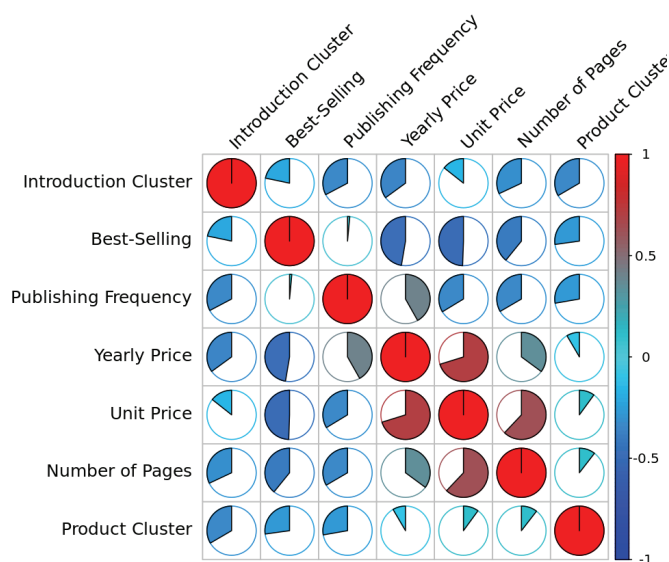 Introduction Cluster
Best-Selling
Publishing Frequency
Yearly Price
Unit Price
Number of Pages
Product Cluster
Introduction Cluster
Best-Selling
Publishing Frequency
Yearly Price
Unit Price
Number of Pages
Product Cluster
1
0.5
0
-0.5
-1